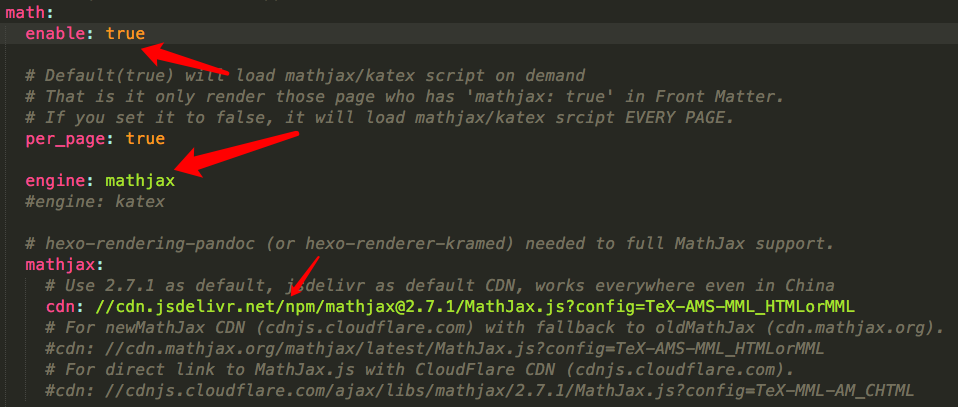 math:
enable: true
# Default(true) will load mathjax/katex script on demand
# That is it only render those page who has 'mathjax: true' in Front Matter.
# If you set it to false, it will load mathjax/katex srcipt EVERY PAGE.
per_page: true
engine: mathjax
#engine: katex
# hexo-rendering-pandoc (or hexo-renderer-kramed) needed to full MathJax support.
mathjax:
# Use 2.7.1 as default, jsdelivr as default CDN, works everywhere even in China
cdn: //cdn.jsdelivr.net/npm/mathjax@2.7.1/MathJax.js?config=TeX-AMS-MML_HTMLorMML
# For newMathJax CDN (cdnjs.cloudflare.com) with fallback to oldMathJax (cdn.mathjax.org).
#cdn: //cdn.mathjax.org/mathjax/latest/MathJax.js?config=TeX-AMS-MML_HTMLorMML
# For direct link to MathJax.js with CloudFlare CDN (cdnjs.cloudflare.com).
#cdn: //cdnjs.cloudflare.com/ajax/libs/mathjax/2.7.1/MathJax.js?config=TeX-MML-AM_CHTML